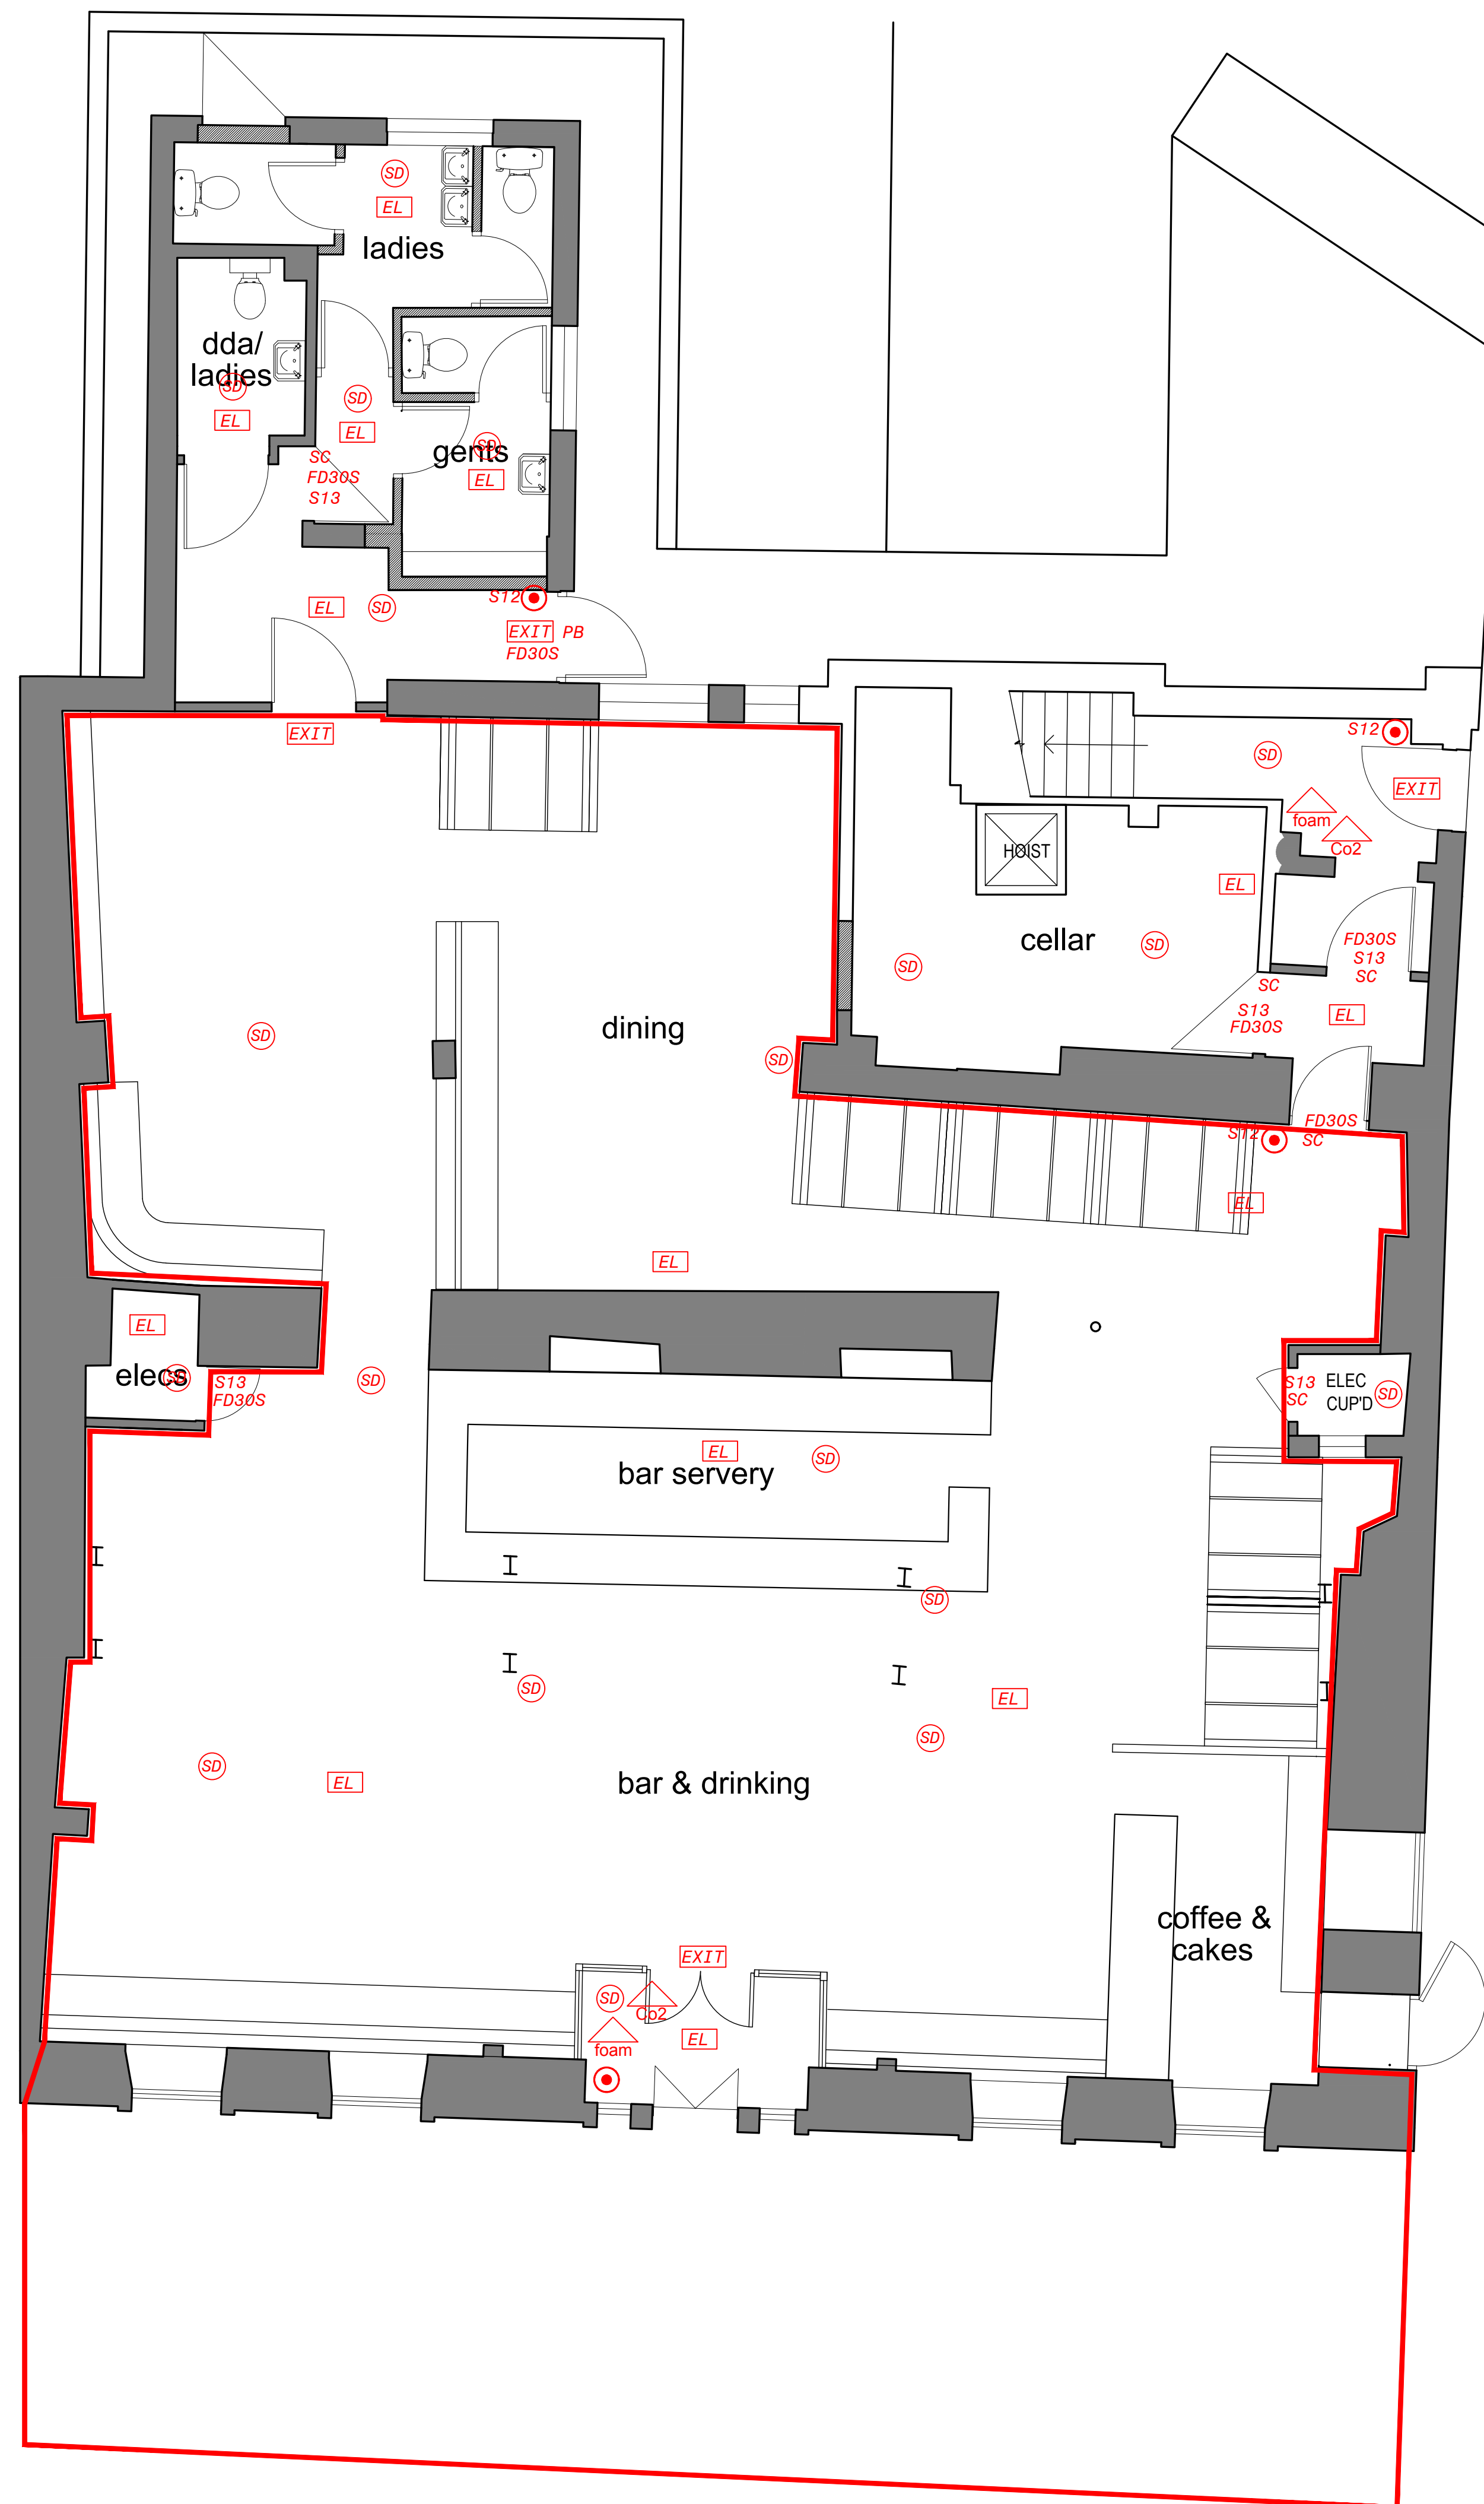 SD
EL
ladies
dda/
ladies
SD
EL
SD
EL
SC
FD30S
S13
gents
SD
EL
EL
SD
S12
EXIT PB
FD30S
EXIT
S12
SD
EXIT
foam
Co2
HOIST
EL
cellar
SD
SD
FD30S
S13
SC
SC
S13
FD30S
EL
dining
SD
SD
FD30S
S12
SC
EL
EL
EL
elecs
SD
S13
FD30S
SD
S13
SC
ELEC
CUP'D
SD
EL
bar servery
SD
SD
SD
EL
SD
SD
EL
bar & drinking
coffee &
cakes
EXIT
SD
Co2
foam
EL